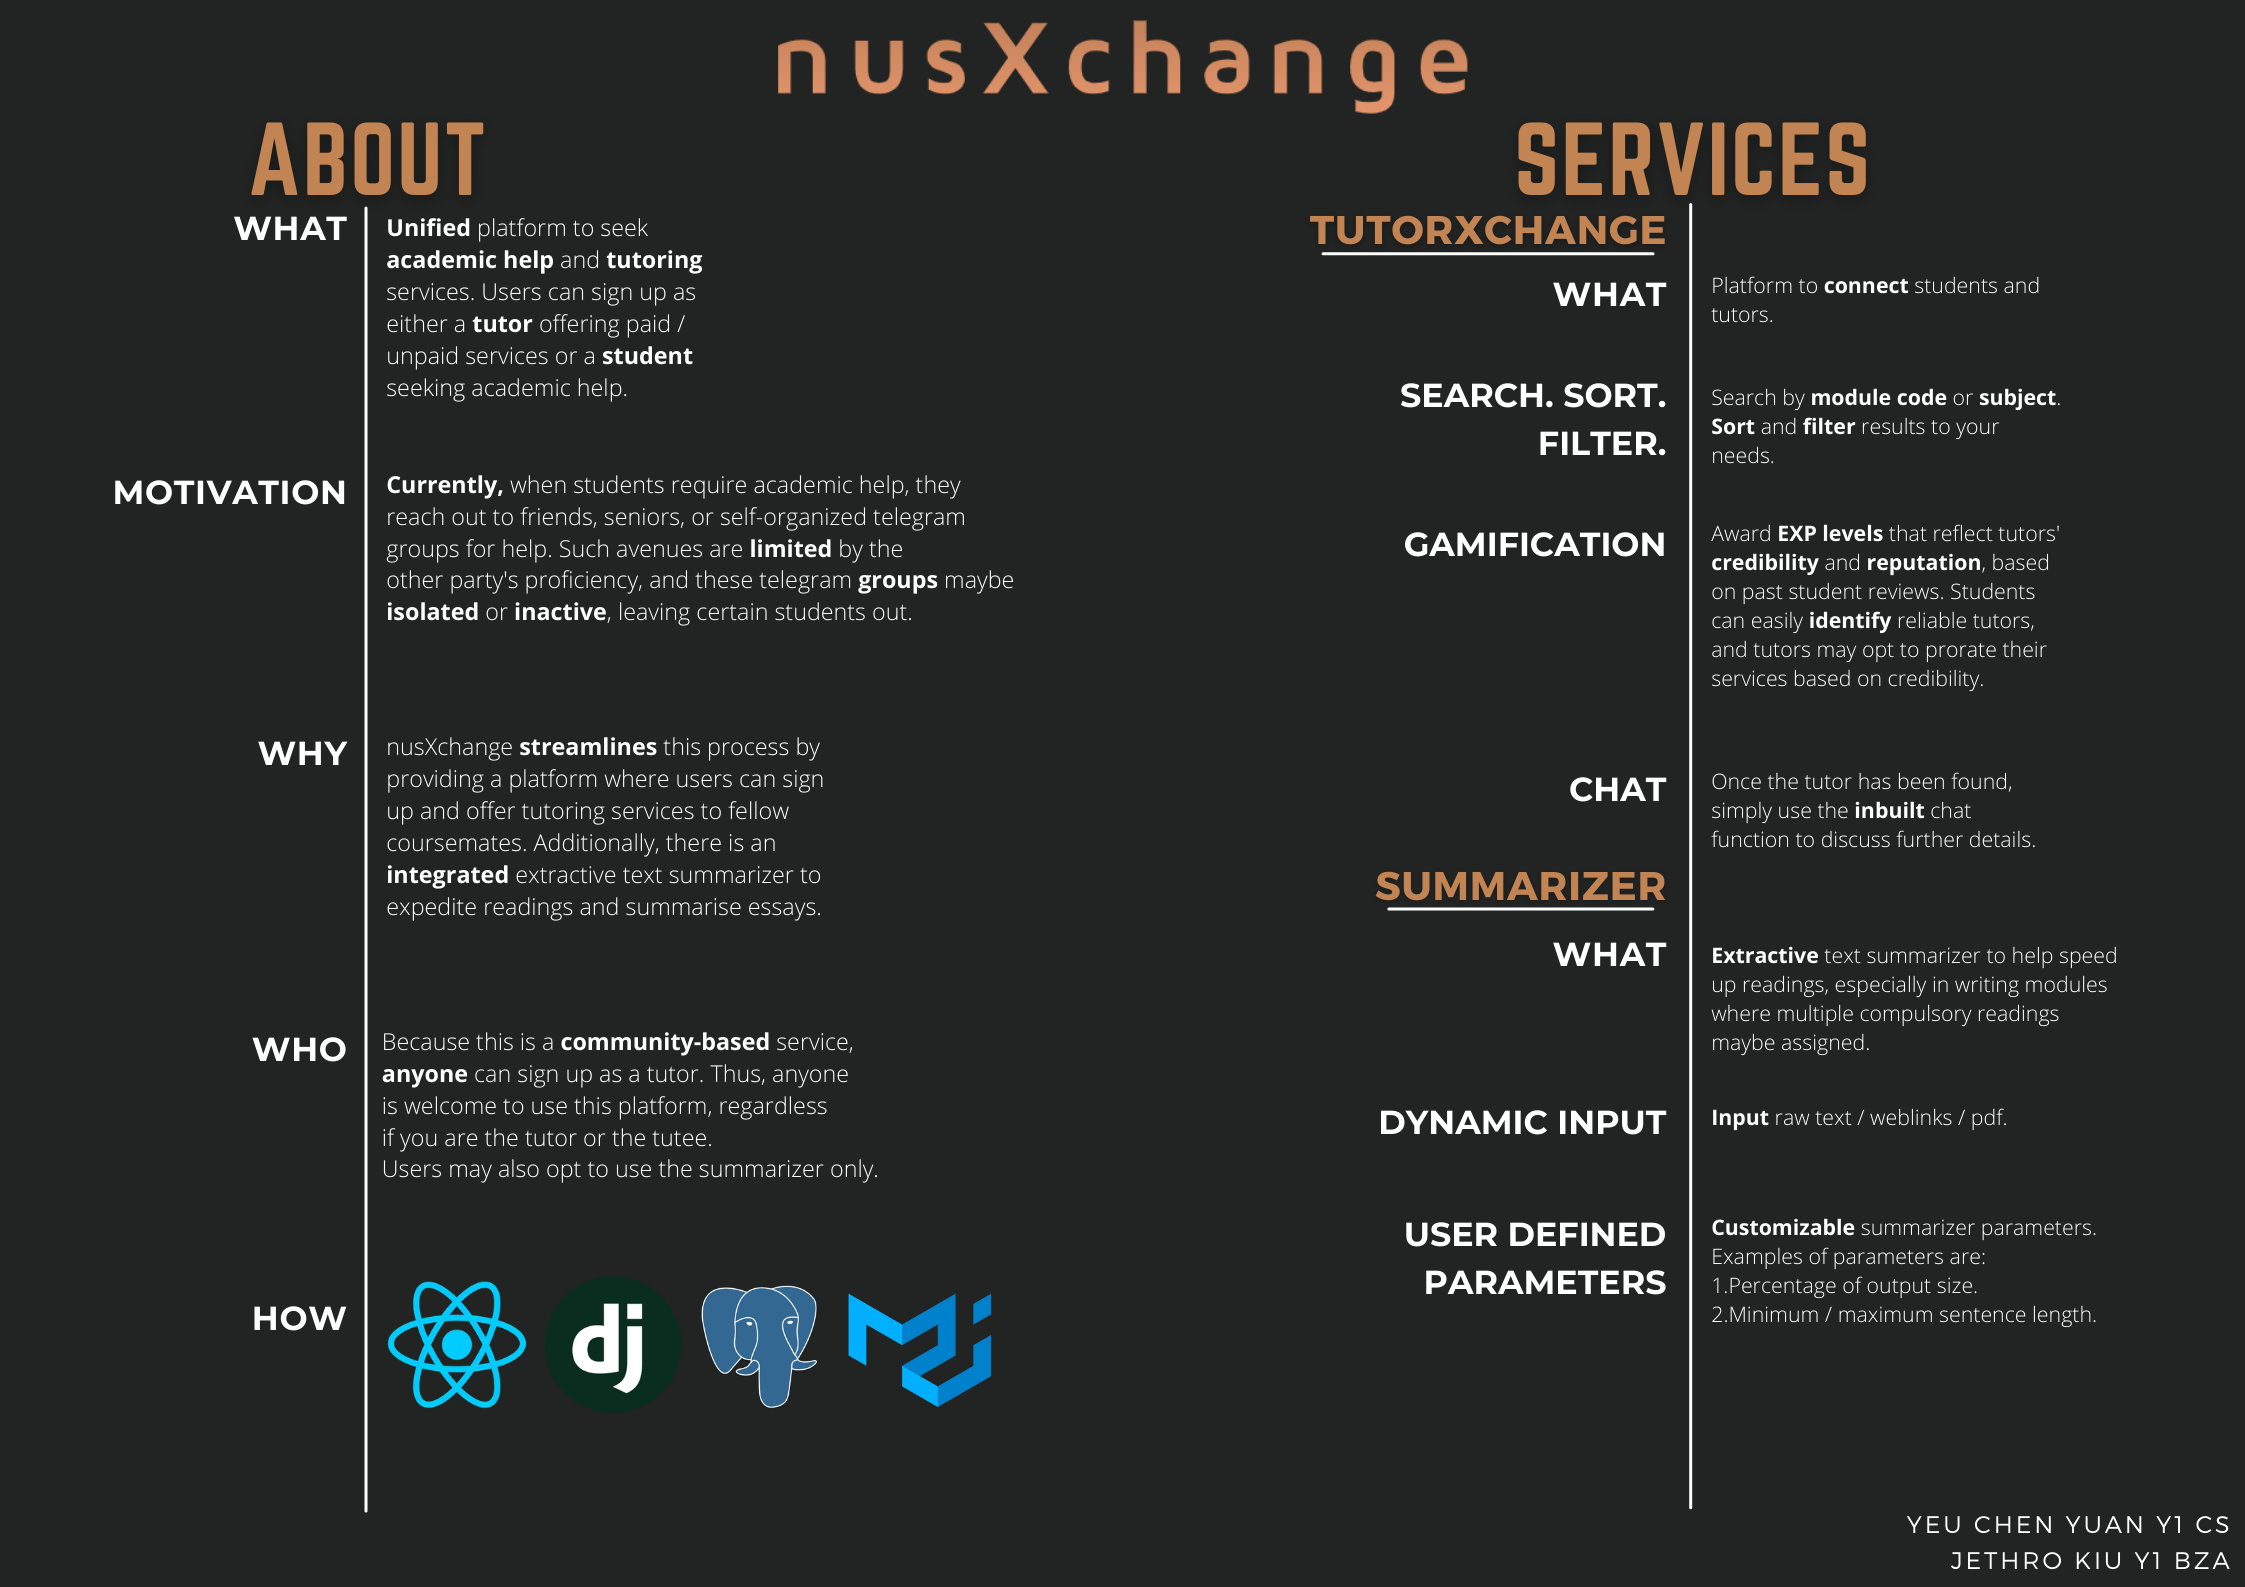 nusXchange
ABOUT
WHAT
Unified platform to seek
academic help and tutoring
services. Users can sign up as
either a tutor offering paid /
unpaid services or a student
seeking academic help.
MOTIVATION
Currently, when students require academic help, they
reach out to friends, seniors, or self-organized telegram
groups for help. Such avenues are limited by the
other party's proficiency, and these telegram groups maybe
isolated or inactive, leaving certain students out.
WHY
nusXchange streamlines this process by
providing a platform where users can sign
up and offer tutoring services to fellow
coursemates. Additionally, there is an
integrated extractive text summarizer to
expedite readings and summarise essays.
WHO
Because this is a community-based service,
anyone can sign up as a tutor. Thus, anyone
is welcome to use this platform, regardless
if you are the tutor or the tutee.
Users may also opt to use the summarizer only.
HOW
dj
SERVICES
TUTORXCHANGE
WHAT
Platform to connect students and
tutors.
SEARCH. SORT.
FILTER.
Search by module code or subject.
Sort and filter results to your
needs.
GAMIFICATION
Award EXP levels that reflect tutors'
credibility and reputation, based
on past student reviews. Students
can easily identify reliable tutors,
and tutors may opt to prorate their
services based on credibility.
CHAT
Once the tutor has been found,
simply use the inbuilt chat
function to discuss further details.
SUMMARIZER
WHAT
Extractive text summarizer to help speed
up readings, especially in writing modules
where multiple compulsory readings
maybe assigned.
DYNAMIC INPUT
Input raw text / weblinks / pdf.
USER DEFINED
PARAMETERS
Customizable summarizer parameters.
Examples of parameters are:
1.Percentage of output size.
2.Minimum / maximum sentence length.
YEU CHEN YUAN Y1 CS
JETHRO KIU Y1 BZA